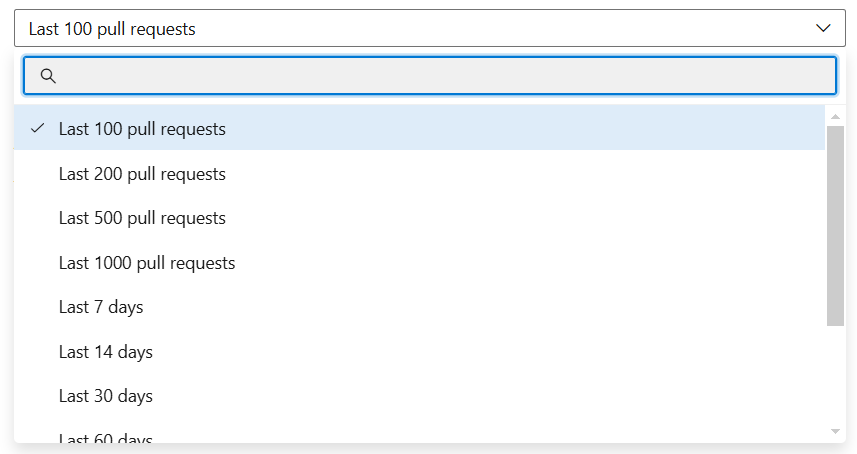 Last 100 pull requests
Last 100 pull requests
Last 200 pull requests
Last 500 pull requests
Last 1000 pull requests
Last 7 days
Last 14 days
Last 30 days
Last 60 days